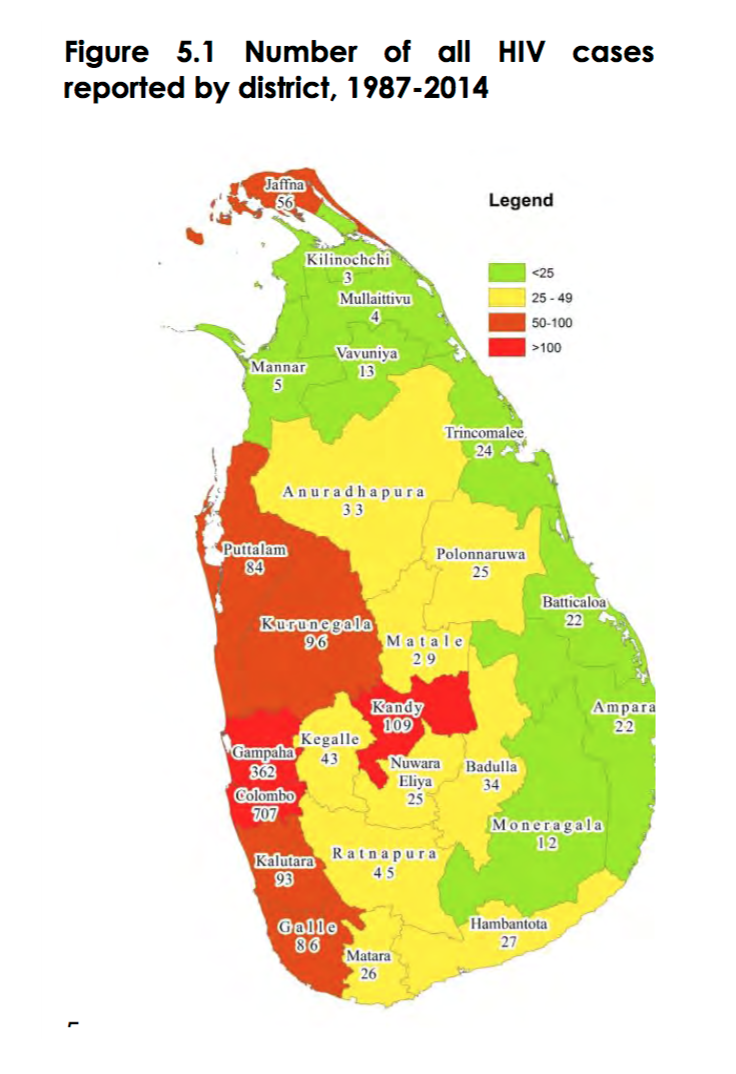 Figure 5.1 Number of all HIV cases
reported by district, 1987-2014
Jaffna
56
Legend
<25
25 - 49
50-100
>100
Kilinochchi
3
Mullaittivu
4
Vavuniya
13
Mannar
5
Trincomalee
24
Anuradhapura
33
Polonnaruwa
25
Puttalam
84
Batticaloa
22
Kurunegala
96
Matale
29
Kandy
109
Ampara
22
Gampaha
362
Kegalle
43
Nuwara
Eliya
25
Badulla
34
Colombo
707
Moneragala
12
Kalutara
93
Ratnapura
45
Galle
86
Hambantota
27
Matara
26